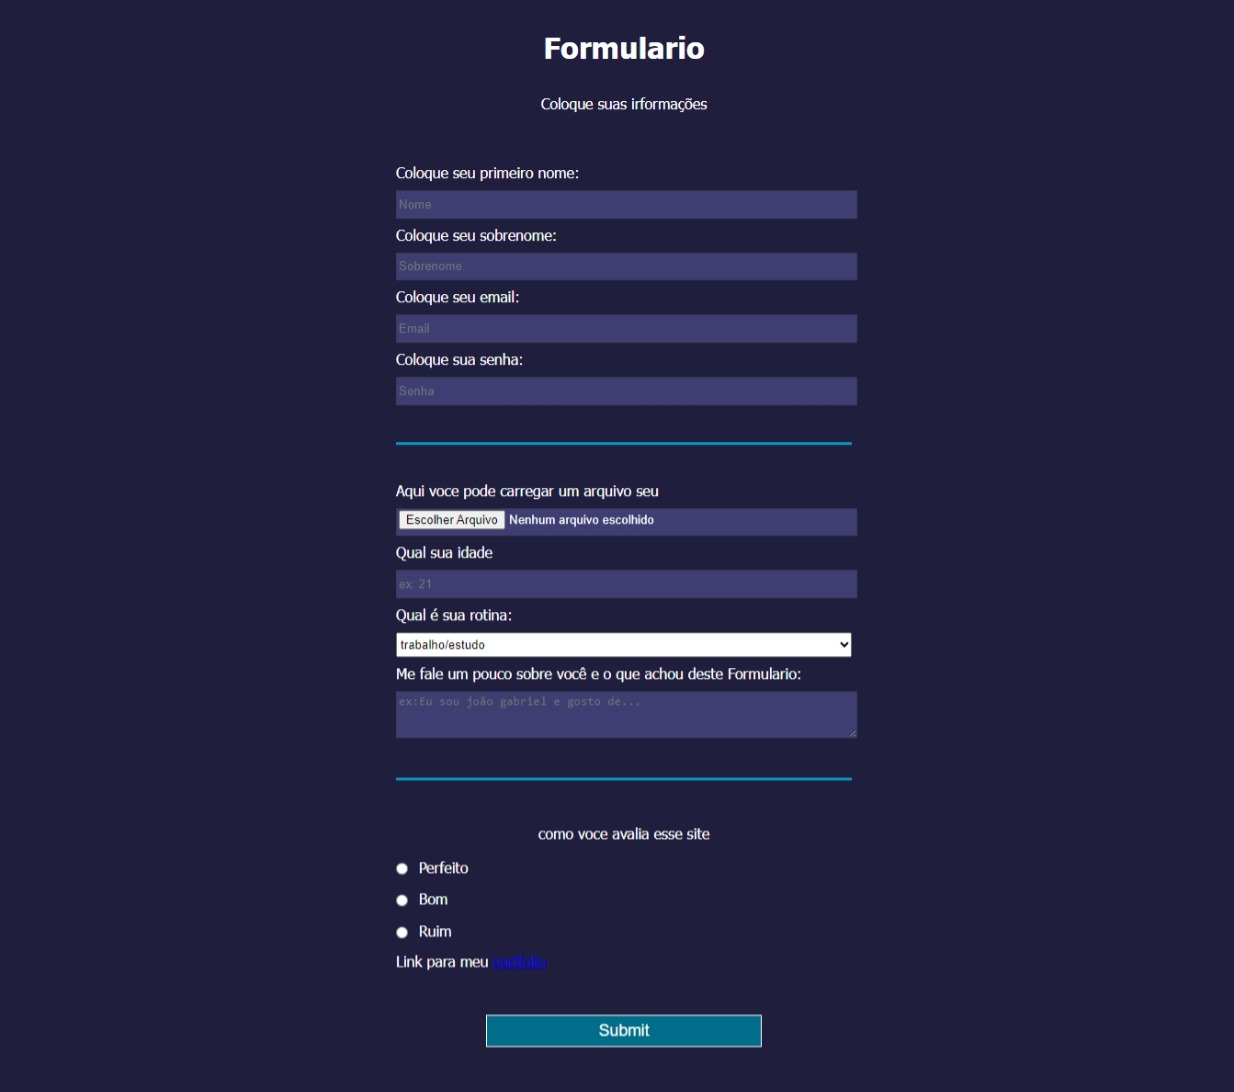 Formulario
Coloque suas irformações
Coloque seu primeiro nome:
Nome
Coloque seu sobrenome:
Sobrenome
Coloque seu email:
Email
Coloque sua senha:
Senha
Aqui voce pode carregar um arquivo seu
Escolher Arquivo Nenhum arquivo escolhido
Qual sua idade
ex: 21
Qual é sua rotina:
trabalho/estudo
Me fale um pouco sobre você e o que achou deste Formulario:
ex:Eu sou joão gabriel e gosto de...
como voce avalia esse site
Perfeito
Bom
Ruim
Link para meu portfolio
Submit